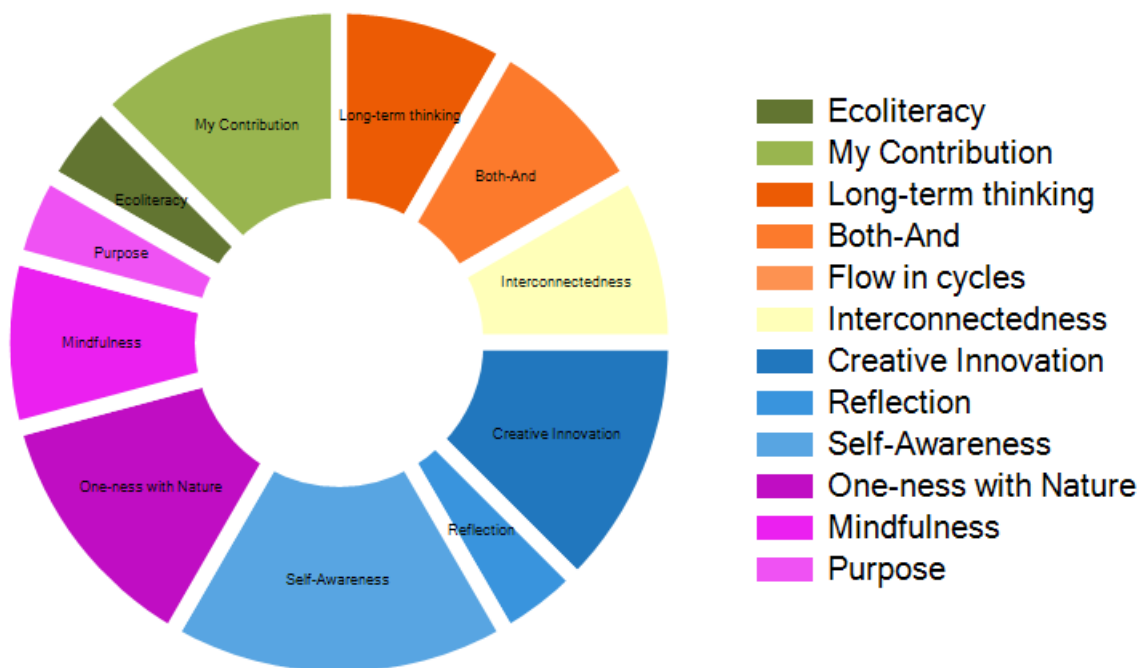 My Contribution
Long-term thinking
Both-And
Ecoliteracy
Purpose
Interconnectedness
Mindfulness
Creative Innovation
One-ness with Nature
Reflection
Self-Awareness
Ecoliteracy
My Contribution
Long-term thinking
Both-And
Flow in cycles
Interconnectedness
Creative Innovation
Reflection
Self-Awareness
One-ness with Nature
Mindfulness
Purpose